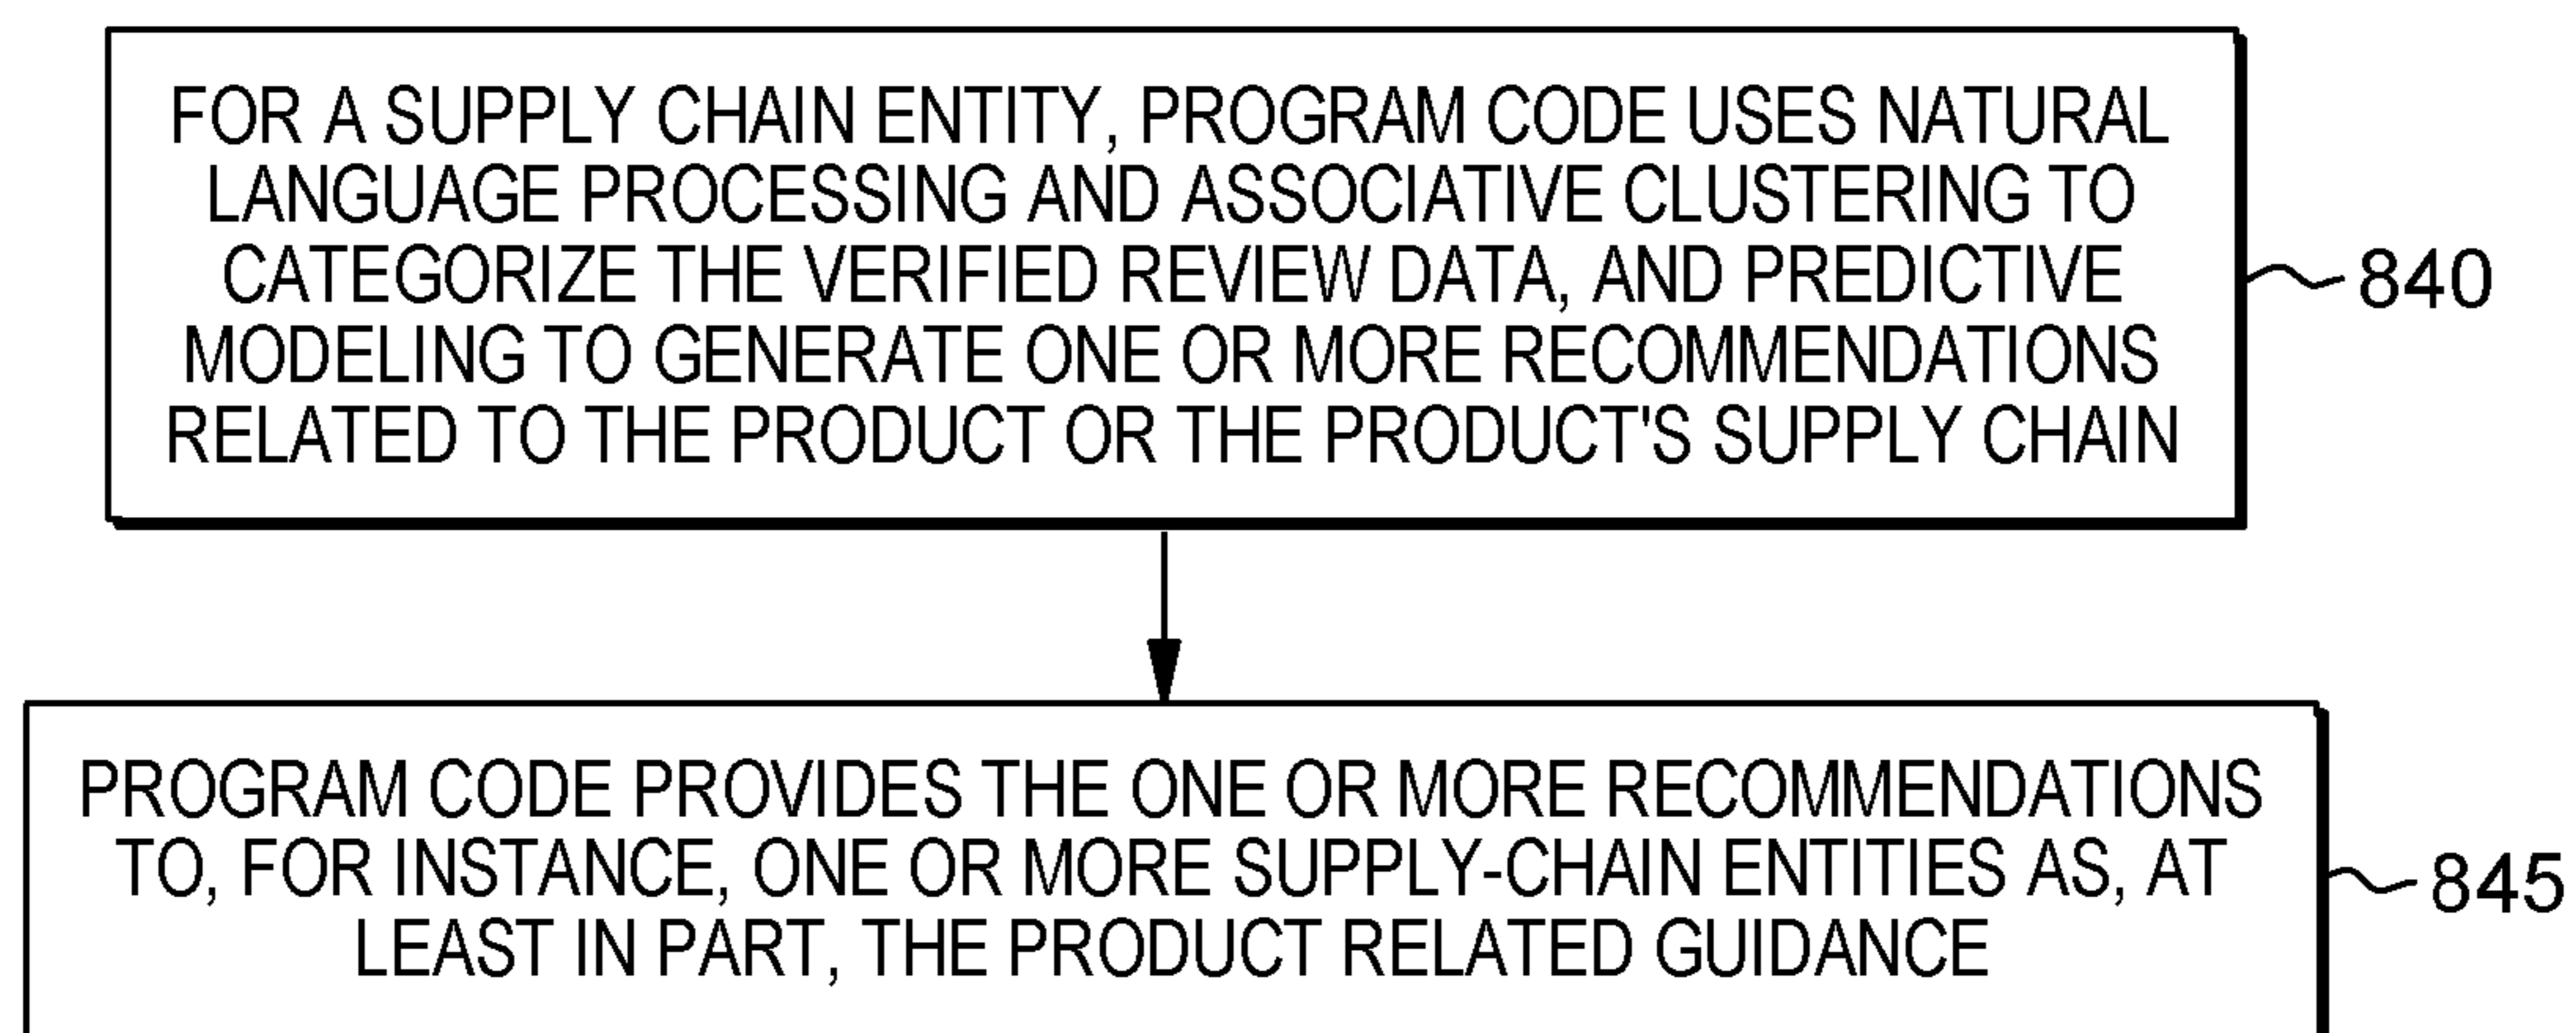 FOR A SUPPLY CHAIN ENTITY, PROGRAM CODE USES NATURAL
LANGUAGE PROCESSING AND ASSOCIATIVE CLUSTERING TO
CATEGORIZE THE VERIFIED REVIEW DATA, AND PREDICTIVE
MODELING TO GENERATE ONE OR MORE RECOMMENDATIONS
RELATED TO THE PRODUCT OR THE PRODUCT'S SUPPLY CHAIN
840
PROGRAM CODE PROVIDES THE ONE OR MORE RECOMMENDATIONS
TO, FOR INSTANCE, ONE OR MORE SUPPLY-CHAIN ENTITIES AS, AT
LEAST IN PART, THE PRODUCT RELATED GUIDANCE
845